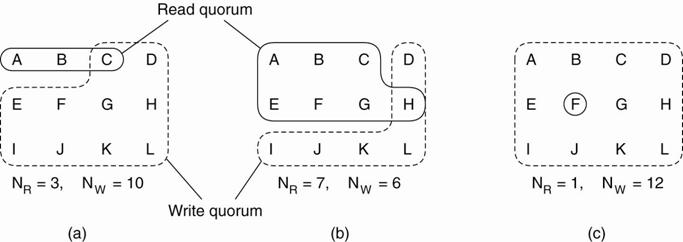 Read quorum
A B C D
E F G H
I J K L
N_R = 3, N_W = 10
(a)
A B C D
E F G H
I J K L
N_R = 7, N_W = 6
(b)
A B C D
E F G H
I J K L
N_R = 1, N_W = 12
(c)
Write quorum